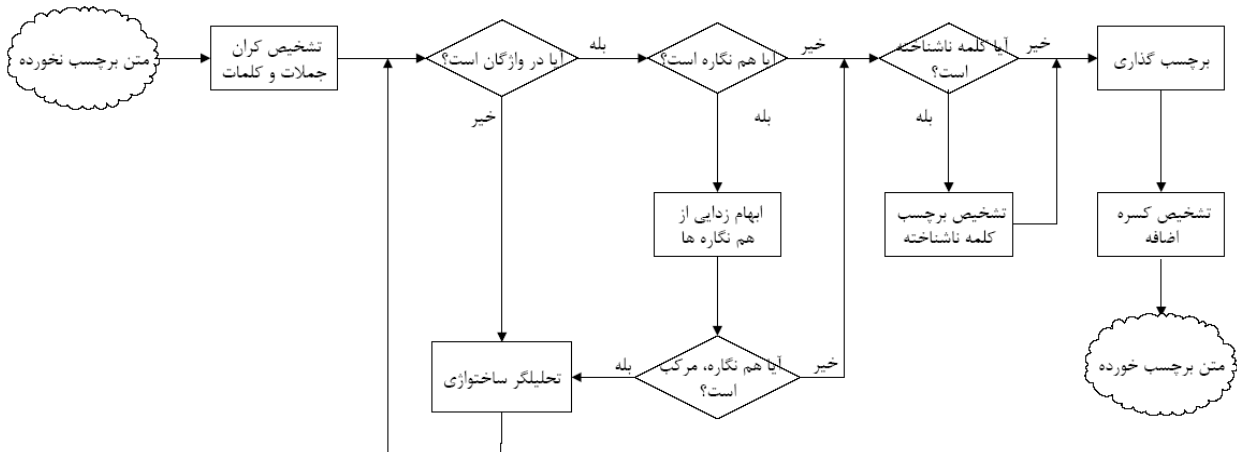 متن برچسب نخورده
تشخیص کران
جملات و کلمات
آیا در واژگان است؟
بله
خیر
آیا هم نگاره است؟
خیر
بله
آیا کلمه ناشناخته
است؟
خیر
بله
برچسب گذاری
ابهام زدایی از
هم نگاره ها
تشخیص برچسب
کلمه ناشناخته
تشخیص کسره
اضافه
تحلیلگر ساختواژی
بله
آیا هم نگاره، مرکب
است؟
خیر
متن برچسب خورده